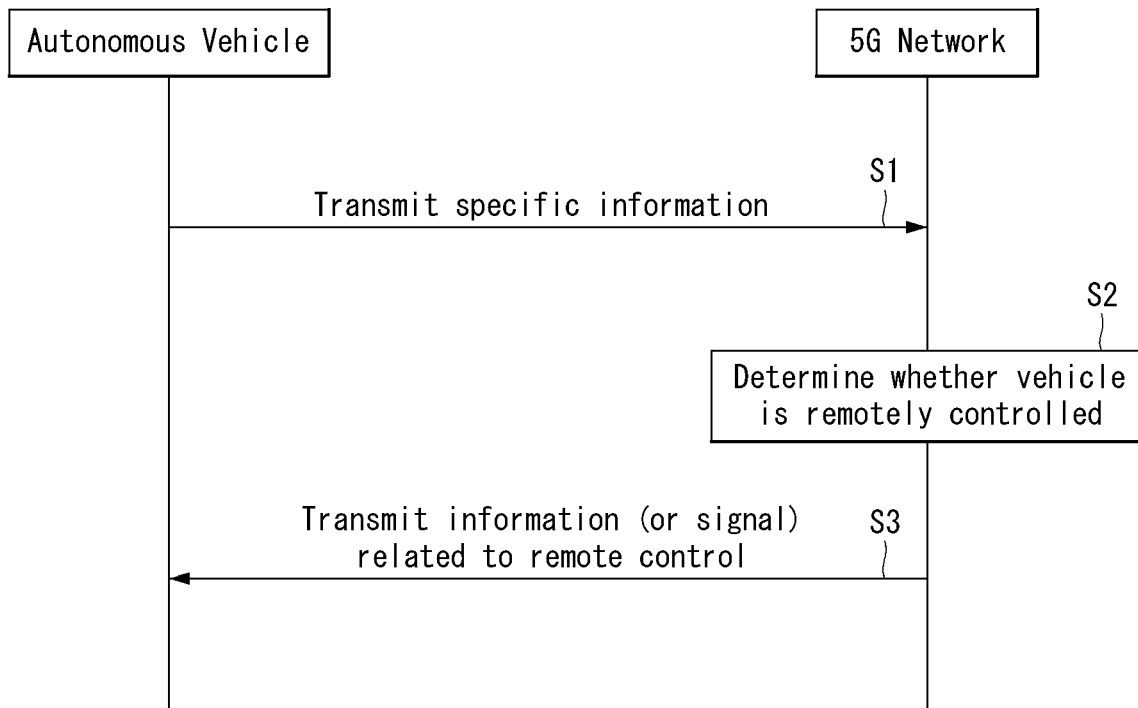 Autonomous Vehicle
5G Network
S1
Transmit specific information
S2
Determine whether vehicle
is remotely controlled
Transmit information (or signal)
related to remote control
S3